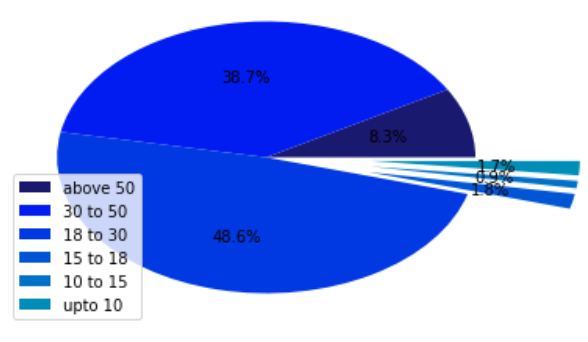 38.7%
8.3%
1.7%
0.9%
1.8%
48.6%
above 50
30 to 50
18 to 30
15 to 18
10 to 15
upto 10